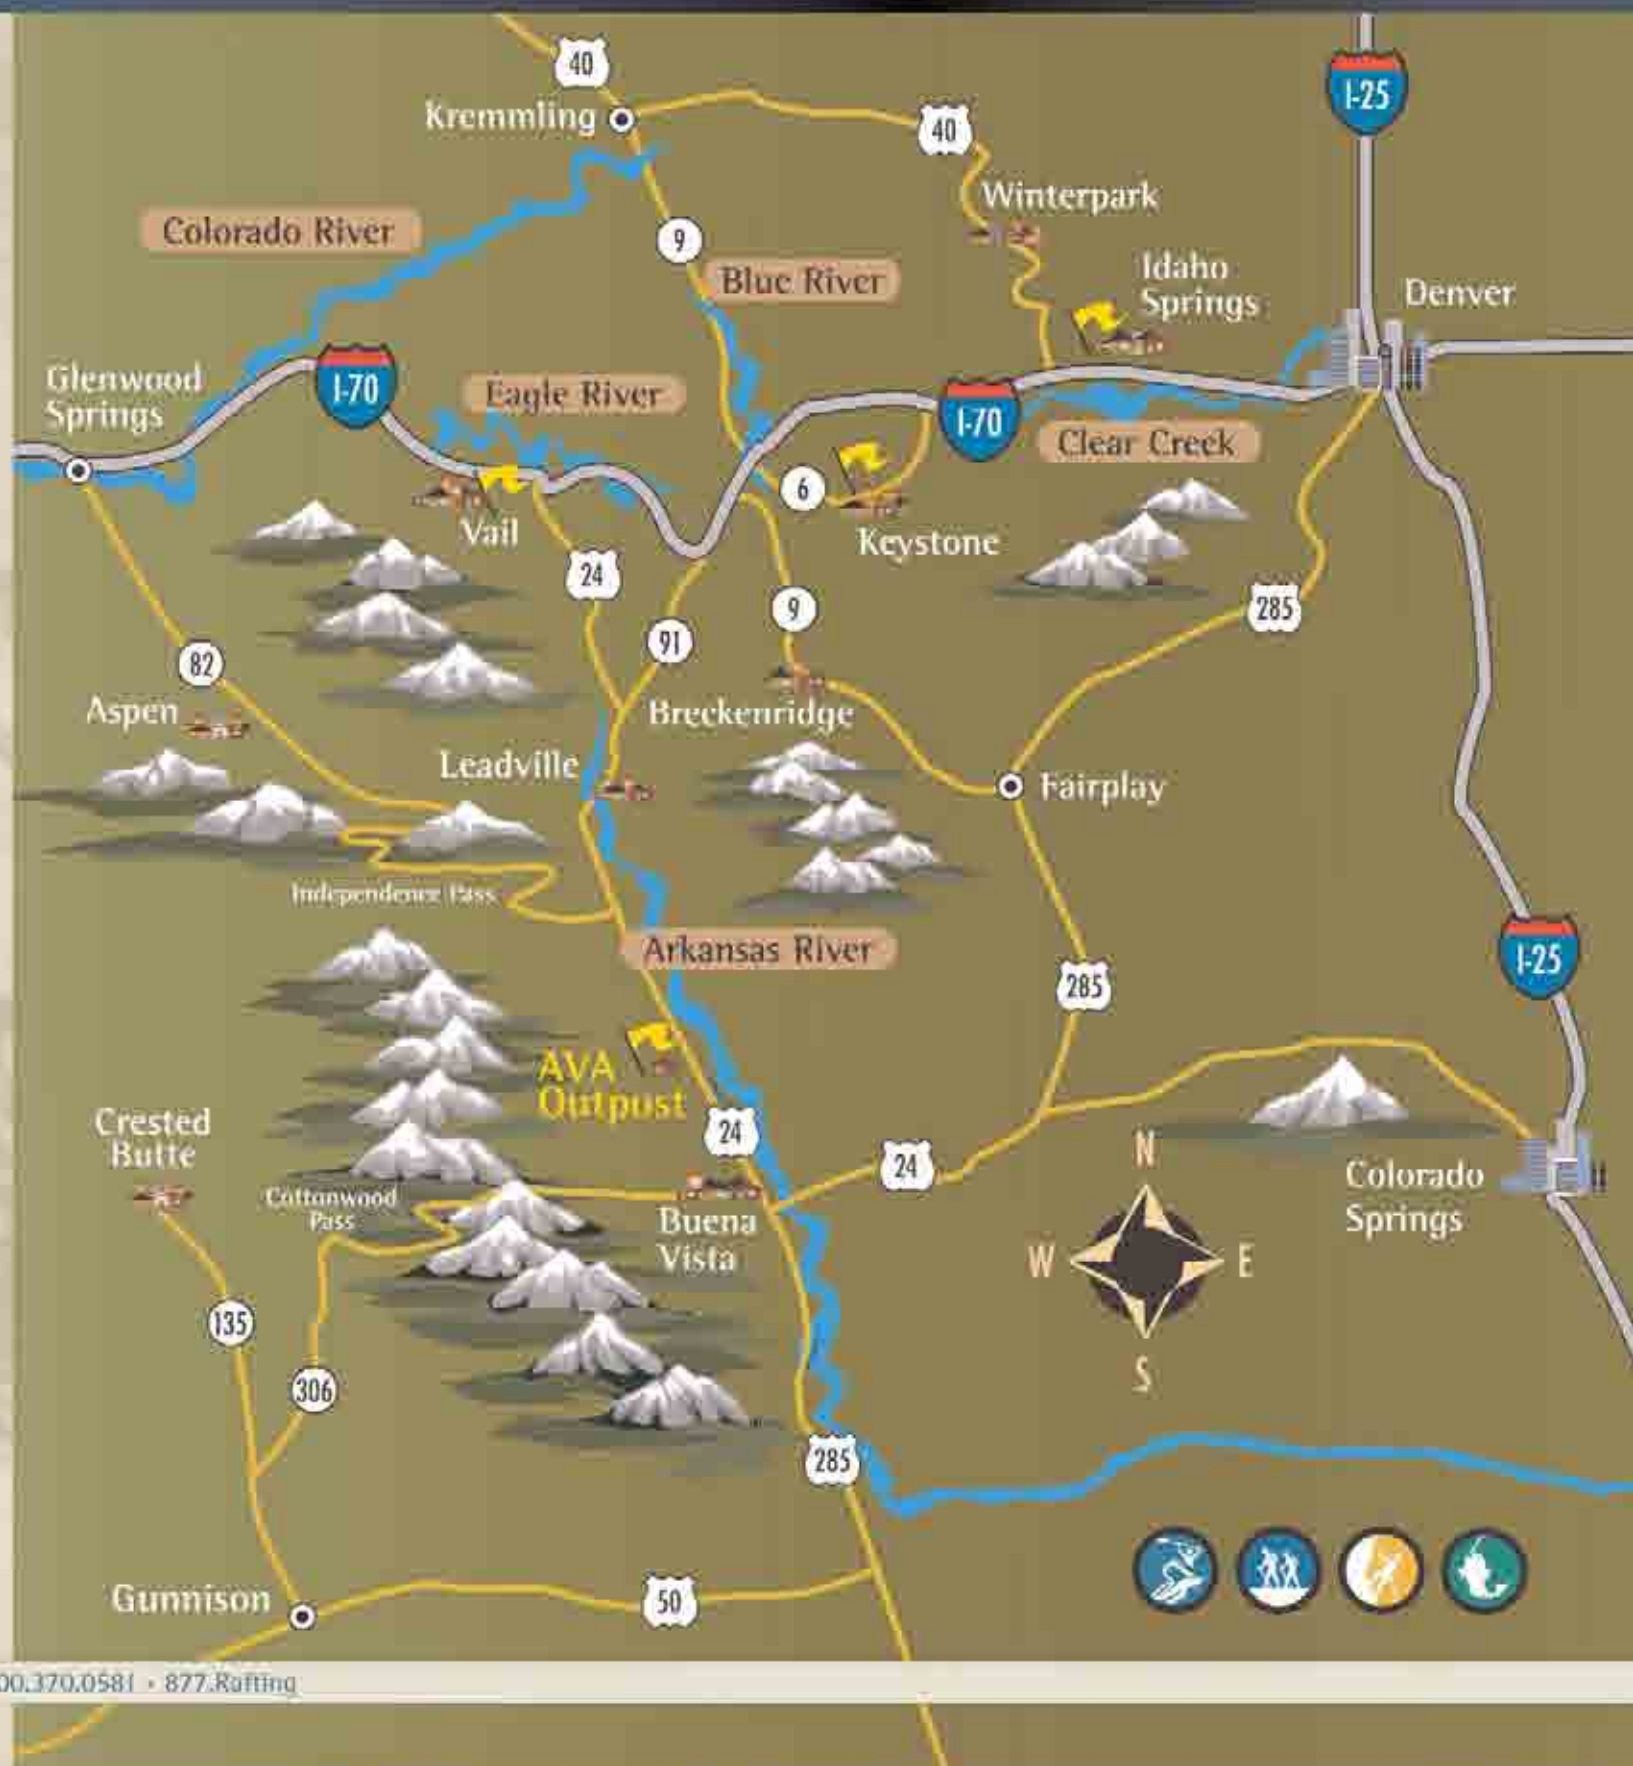 40
I-25
Kremmling
40
Winterpark
Colorado River
9
Blue River
Idaho
Springs
Denver
Glenwood
Springs
I-70
Eagle River
I-70
Clear Creek
6
Vail
Keystone
24
9
285
91
82
Aspen
Breckenridge
Leadville
Fairplay
Independence Pass
Arkansas River
I-25
285
AVA
Outpost
Crested
Butte
24
24
N
Colorado
Springs
Cottonwood
Pass
Buena
Vista
W
E
135
S
306
285
Gunnison
50
00.370.0581 • 877.Rafting